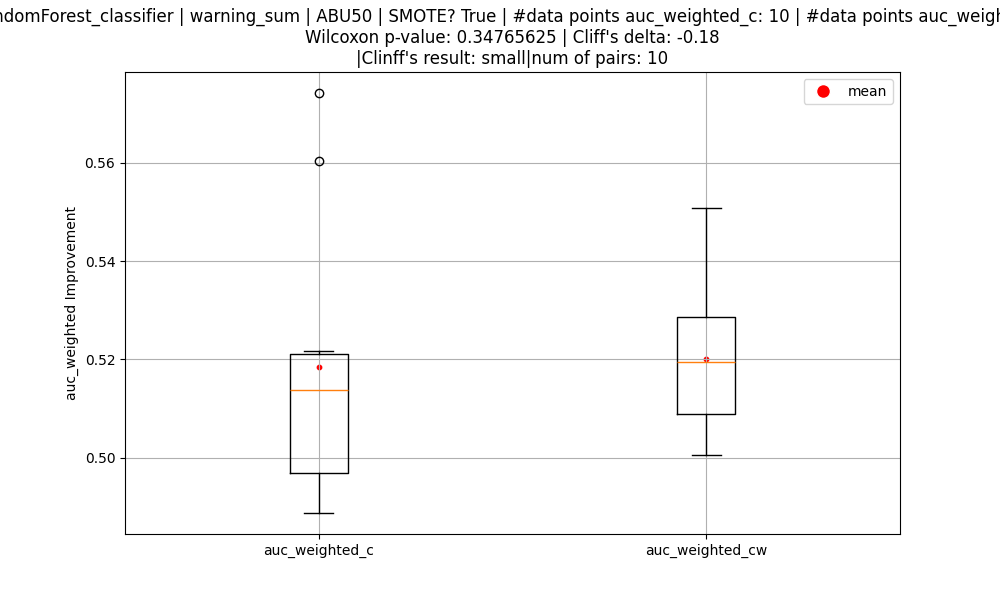 ndomForest_classifier | warning_sum | ABU50 | SMOTE? True | #data points auc_weighted_c: 10 | #data points auc_weigh
Wilcoxon p-value: 0.34765625 | Cliff's delta: -0.18
|Clinff's result: small|num of pairs: 10
mean
0.56
0.54
0.52
0.50
auc_weighted Improvement
auc_weighted_c
auc_weighted_cw